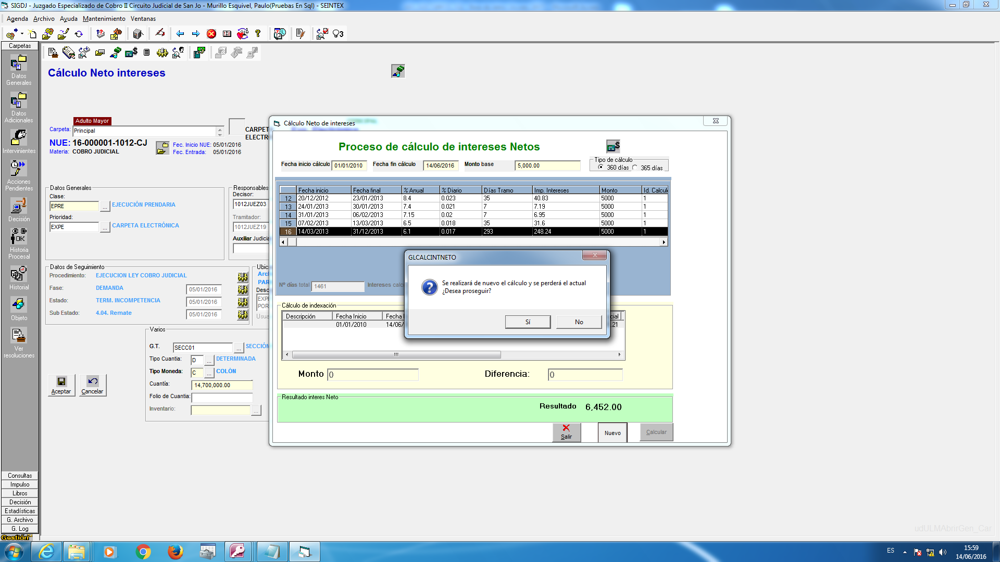 SIGDJ - Juzgado Especializado de Cobro II Circuito Judicial de San Jo - Murillo Esquivel, Paulo(Pruebas En Sql) - SEINTEX
Agenda Archivo Ayuda Mantenimiento Ventanas
3
Carpetas
Datos
Generales
Datos
Adicionales
Intervinientes
Acciones
Pendientes
Decisión
Historia
Procesal
Historial
Objeto
Ver
resoluciones
Consultas
Impulso
Libros
Decisión
Estadísticas
G. Archivo
G. Log
Gestión
Cálculo Neto intereses
Adulto Mayor
Carpeta: Principal
CARPET
ELECTR
NUE: 16-000001-1012-CJ
Materia: COBRO JUDICIAL
Fec. Inicio NUE: 05/01/2016
Fec. Entrada: 05/01/2016
Datos Generales
Clase:
EPRE ... EJECUCIÓN PRENDARIA
Prioridad:
EXPE ... CARPETA ELECTRÓNICA
Responsables
Decisor:
1012JUEZ03
Tramitador:
1012JUEZ19
Auxiliar Judicia
Datos de Seguimiento
Procedimiento: EJECUCION LEY COBRO JUDICIAL
Fase: DEMANDA 05/01/2016
Estado: TERM. INCOMPETENCIA 05/01/2016
Sub Estado: 4.04. Remate 05/01/2016
Ubic
Arch
PAR
Desc
EXPE
POR
Usua
Varios
G.T. SECC01 ... SECCIÓN
Tipo Cuantia: D ... DETERMINADA
Tipo Moneda: C ... COLÒN
Cuantía: 14,700,000.00
Folio de Cuantia:
Inventario: ...
Aceptar
Cancelar
Cálculo Neto de intereses
Proceso de cálculo de intereses Netos
Fecha inicio cálculo 01/01/2010 Fecha fin cálculo 14/06/2016 Monto base 5,000.00
Tipo de cálculo
360 días 365 días
Fecha inicio Fecha final % Anual % Diario Días Tramo Imp. Intereses Monto Id. Calculo
12 20/12/2012 23/01/2013 8.4 0.023 35 40.83 5000 1
13 24/01/2013 30/01/2013 7.4 0.021 7 7.19 5000 1
14 31/01/2013 06/02/2013 7.15 0.02 7 6.95 5000 1
15 07/02/2013 13/03/2013 6.5 0.018 35 31.6 5000 1
16 14/03/2013 31/12/2013 6.1 0.017 293 248.24 5000 1
Nº días total 1461 Intereses calc
GLCALCINTNETO
Se realizará de nuevo el cálculo y se perderá el actual
¿Desea proseguir?
Sí
No
Cálculo de indexación
Descripción Fecha Inicio Fecha cial
01/01/2010 14/06/ .21
Monto 0 Diferencia: 0
Resultado interes Neto
Resultado 6,452.00
Salir
Nuevo
Calcular
udULMAbrirGen_Car
ES
15:59
14/06/2016